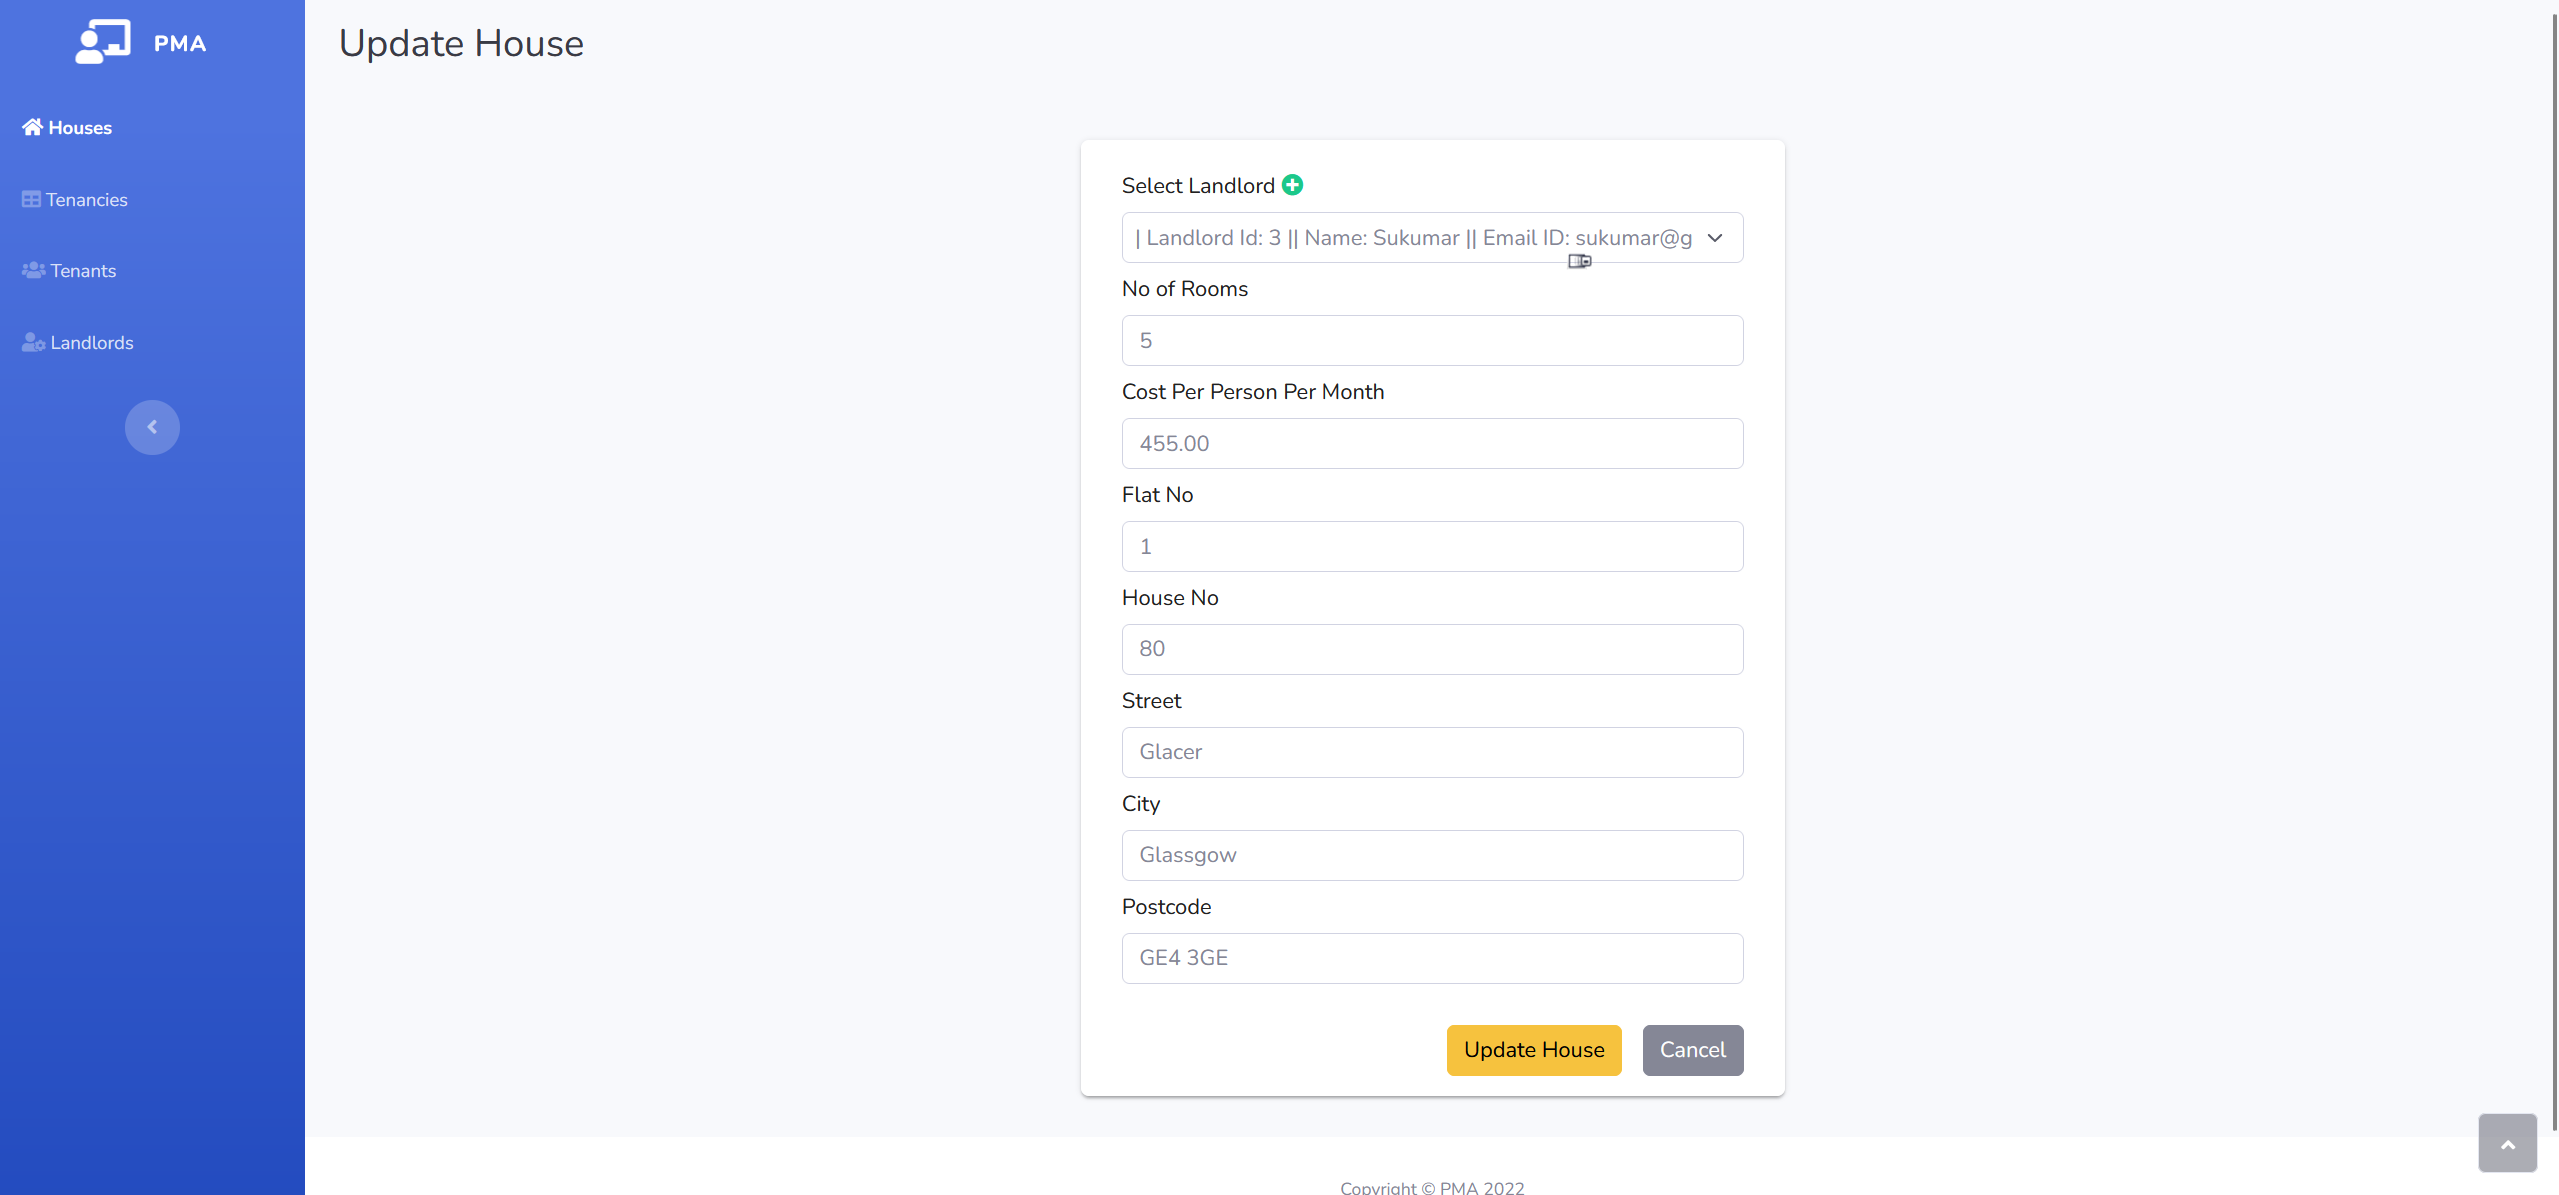 PMA
Houses
Tenancies
Tenants
Landlords
Update House
Select Landlord
| Landlord Id: 3 || Name: Sukumar || Email ID: sukumar@g
No of Rooms
5
Cost Per Person Per Month
455.00
Flat No
1
House No
80
Street
Glacer
City
Glassgow
Postcode
GE4 3GE
Update House
Cancel
Copyright © PMA 2022